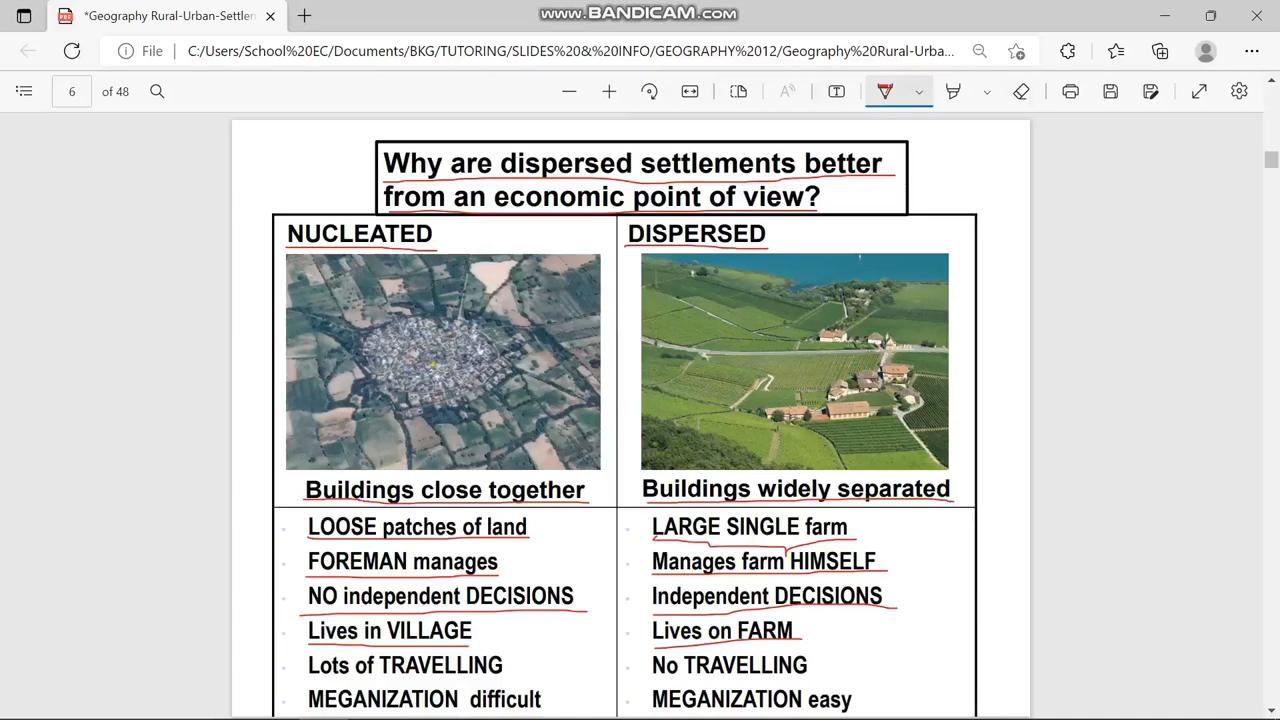 *Geography Rural-Urban-Settlen
www.BANDICAM.com
File
C:/Users/School%20EC/Documents/BKG/TUTORING/SLIDES%20&%20INFO/GEOGRAPHY%2012/Geography%20Rural-Urba...
6 of 48
Why are dispersed settlements better
from an economic point of view?
NUCLEATED
Buildings close together
LOOSE patches of land
FOREMAN manages
NO independent DECISIONS
Lives in VILLAGE
Lots of TRAVELLING
MEGANIZATION difficult
DISPERSED
Buildings widely separated
LARGE SINGLE farm
Manages farm HIMSELF
Independent DECISIONS
Lives on FARM
No TRAVELLING
MEGANIZATION easy